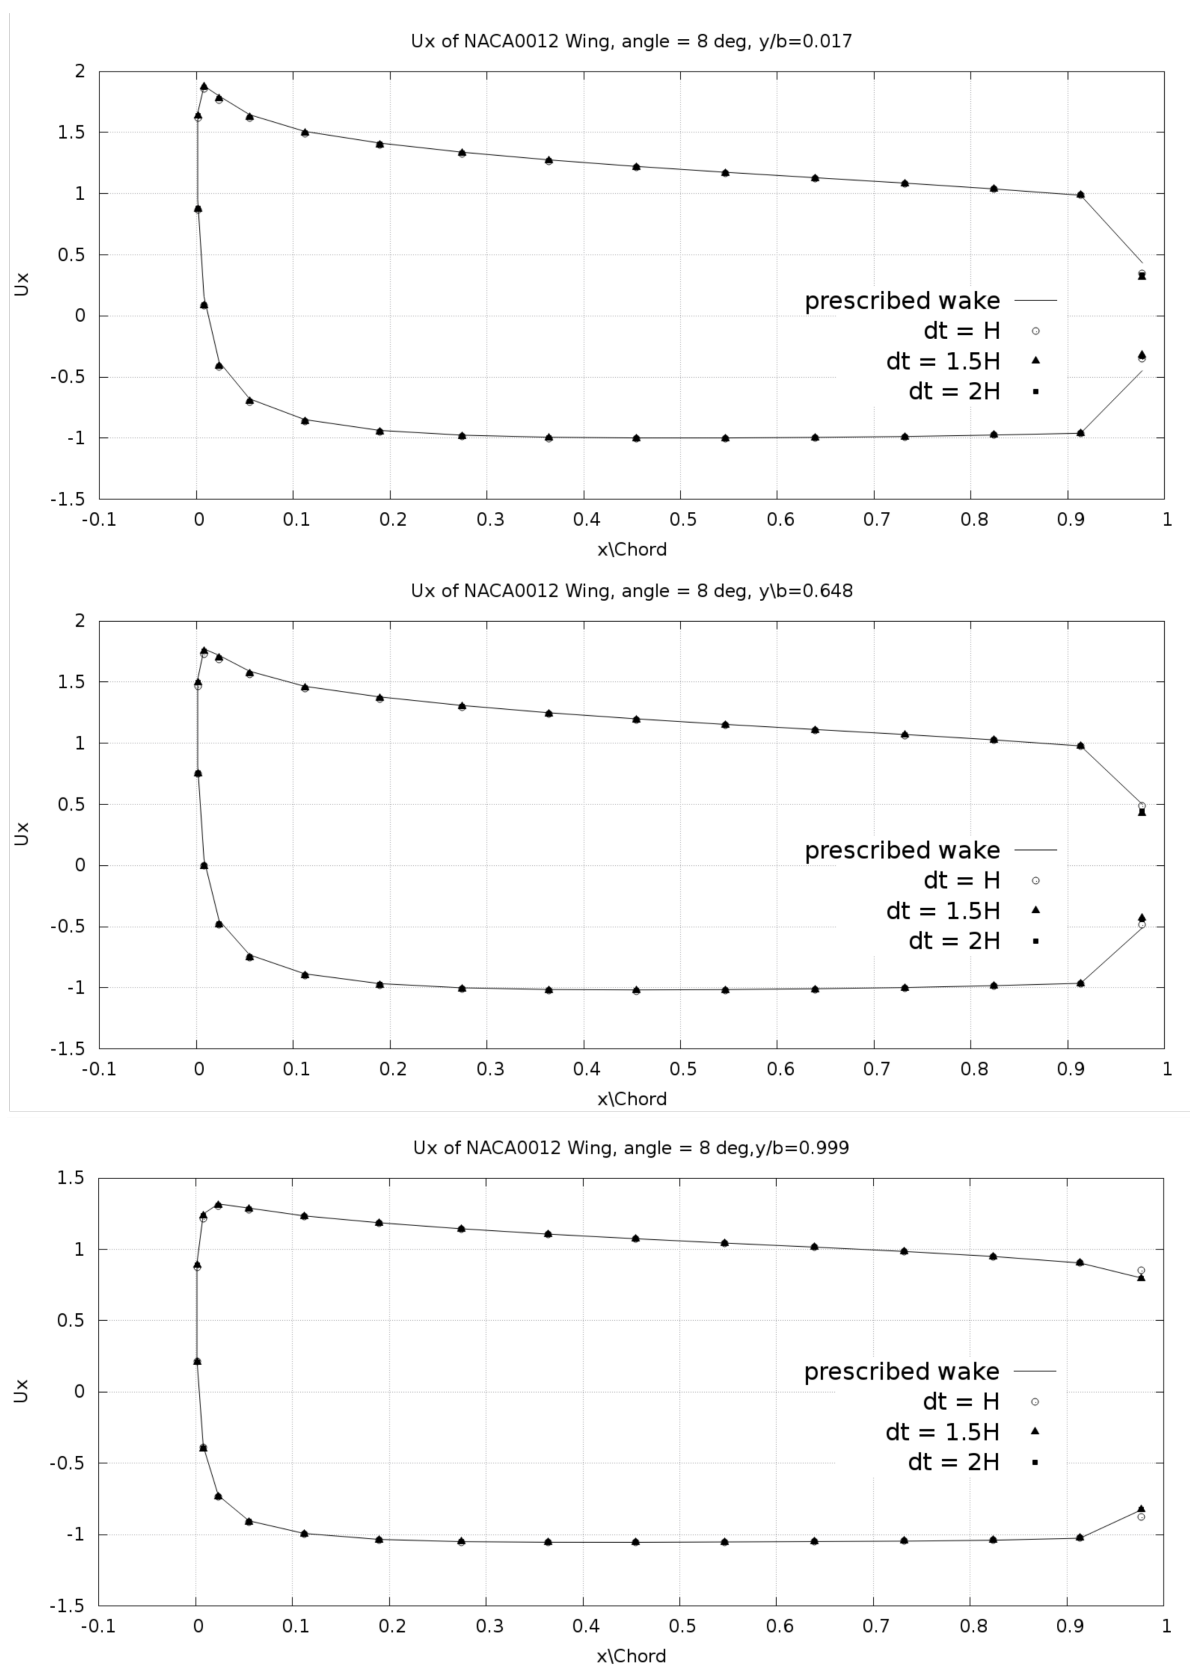 Ux of NACA0012 Wing, angle = 8 deg, y/b=0.017
2
1.5
1
0.5
0
-0.5
-1
-1.5
Ux
prescribed wake
dt = H
dt = 1.5H
dt = 2H
-0.1 0 0.1 0.2 0.3 0.4 0.5 0.6 0.7 0.8 0.9 1
x\Chord
Ux of NACA0012 Wing, angle = 8 deg, y\b=0.648
2
1.5
1
0.5
0
-0.5
-1
-1.5
Ux
prescribed wake
dt = H
dt = 1.5H
dt = 2H
-0.1 0 0.1 0.2 0.3 0.4 0.5 0.6 0.7 0.8 0.9 1
x\Chord
Ux of NACA0012 Wing, angle = 8 deg,y/b=0.999
1.5
1
0.5
0
-0.5
-1
-1.5
Ux
prescribed wake
dt = H
dt = 1.5H
dt = 2H
-0.1 0 0.1 0.2 0.3 0.4 0.5 0.6 0.7 0.8 0.9 1
x\Chord